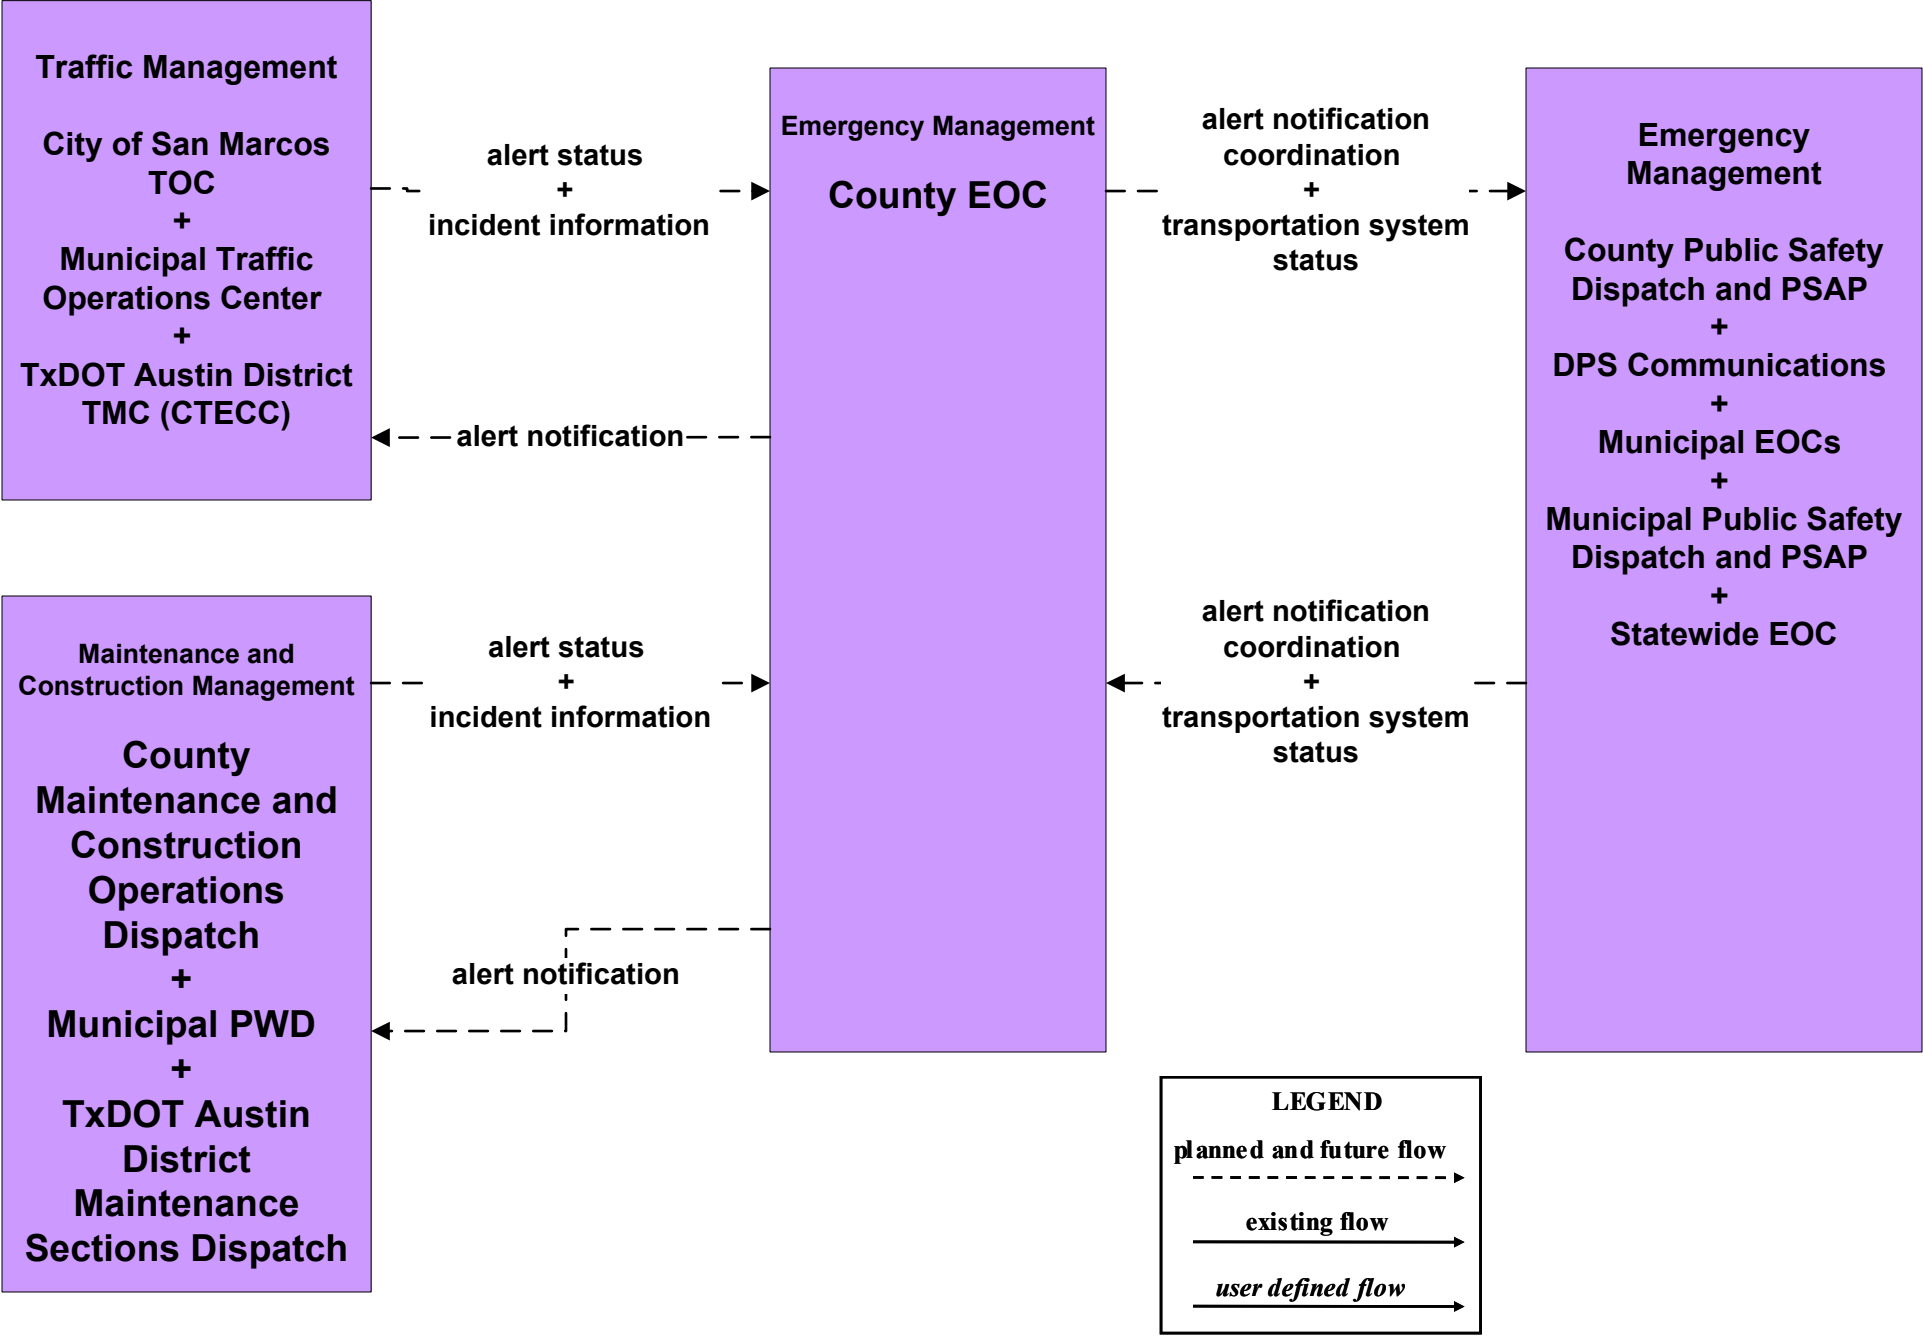 Traffic Management
City of San Marcos
TOC
+
Municipal Traffic
Operations Center
+
TxDOT Austin District
TMC (CTECC)
alert status
+
incident information
alert notification
Maintenance and
Construction Management
County
Maintenance and
Construction
Operations
Dispatch
+
Municipal PWD
+
TxDOT Austin
District
Maintenance
Sections Dispatch
alert status
+
incident information
alert notification
Emergency Management
County EOC
alert notification
coordination
+
transportation system
status
alert notification
coordination
+
transportation system
status
Emergency
Management
County Public Safety
Dispatch and PSAP
+
DPS Communications
+
Municipal EOCs
+
Municipal Public Safety
Dispatch and PSAP
+
Statewide EOC
LEGEND
planned and future flow
existing flow
user defined flow